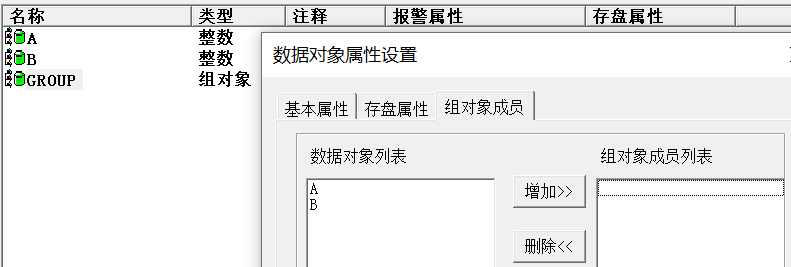 名称 类型 注释 报警属性 存盘属性
A 整数
B 整数
GROUP 组对象
数据对象属性设置
基本属性 存盘属性 组对象成员
数据对象列表 组对象成员列表
A
B
增加>>
删除<<